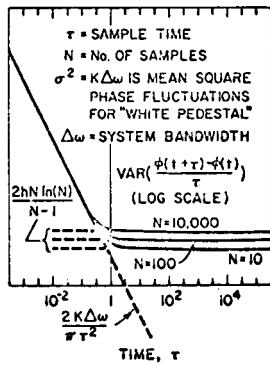 τ = SAMPLE TIME
N = NO. OF SAMPLES
σ² = KΔω IS MEAN SQUARE
PHASE FLUCTUATIONS
FOR "WHITE PEDESTAL"
Δω = SYSTEM BANDWIDTH
VAR(φ(t+τ)-φ(t)/τ)
(LOG SCALE)
2hN ln(N)/N-1
N=10,000
N=100
N=10
10⁻² 1 10² 10⁴
2KΔω/πτ²
TIME, τ